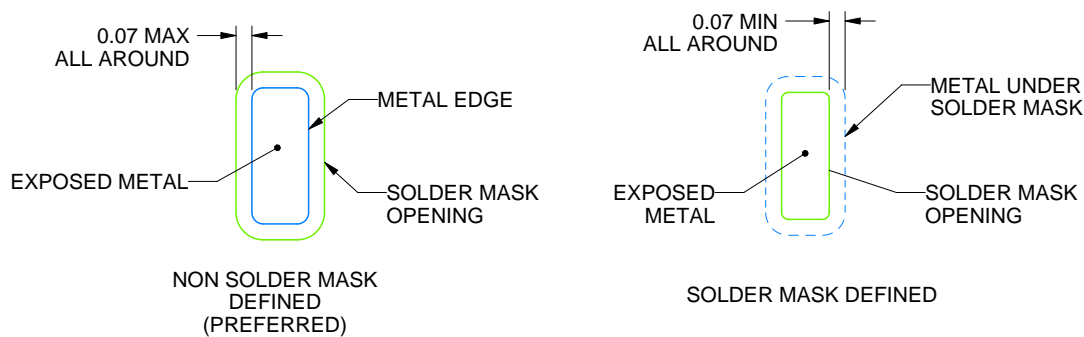 0.07 MAX
ALL AROUND
METAL EDGE
EXPOSED METAL
SOLDER MASK
OPENING
NON SOLDER MASK
DEFINED
(PREFERRED)
0.07 MIN
ALL AROUND
METAL UNDER
SOLDER MASK
EXPOSED
METAL
SOLDER MASK
OPENING
SOLDER MASK DEFINED